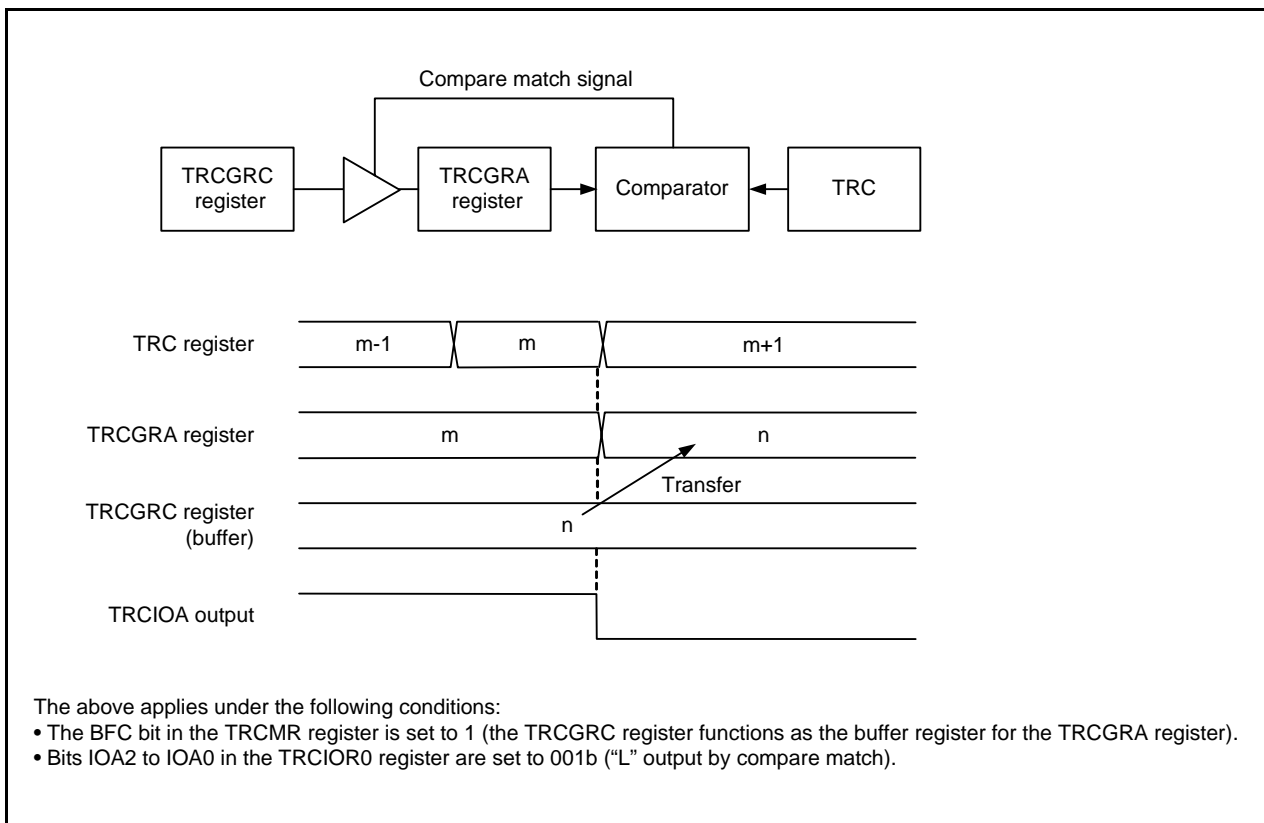 Compare match signal
TRCGRC
register
TRCGRA
register
Comparator
TRC
TRC register
m-1
m
m+1
TRCGRA register
m
n
Transfer
TRCGRC register
(buffer)
n
TRCIOA output
The above applies under the following conditions:
• The BFC bit in the TRCMR register is set to 1 (the TRCGRC register functions as the buffer register for the TRCGRA register).
• Bits IOA2 to IOA0 in the TRCIOR0 register are set to 001b (“L” output by compare match).